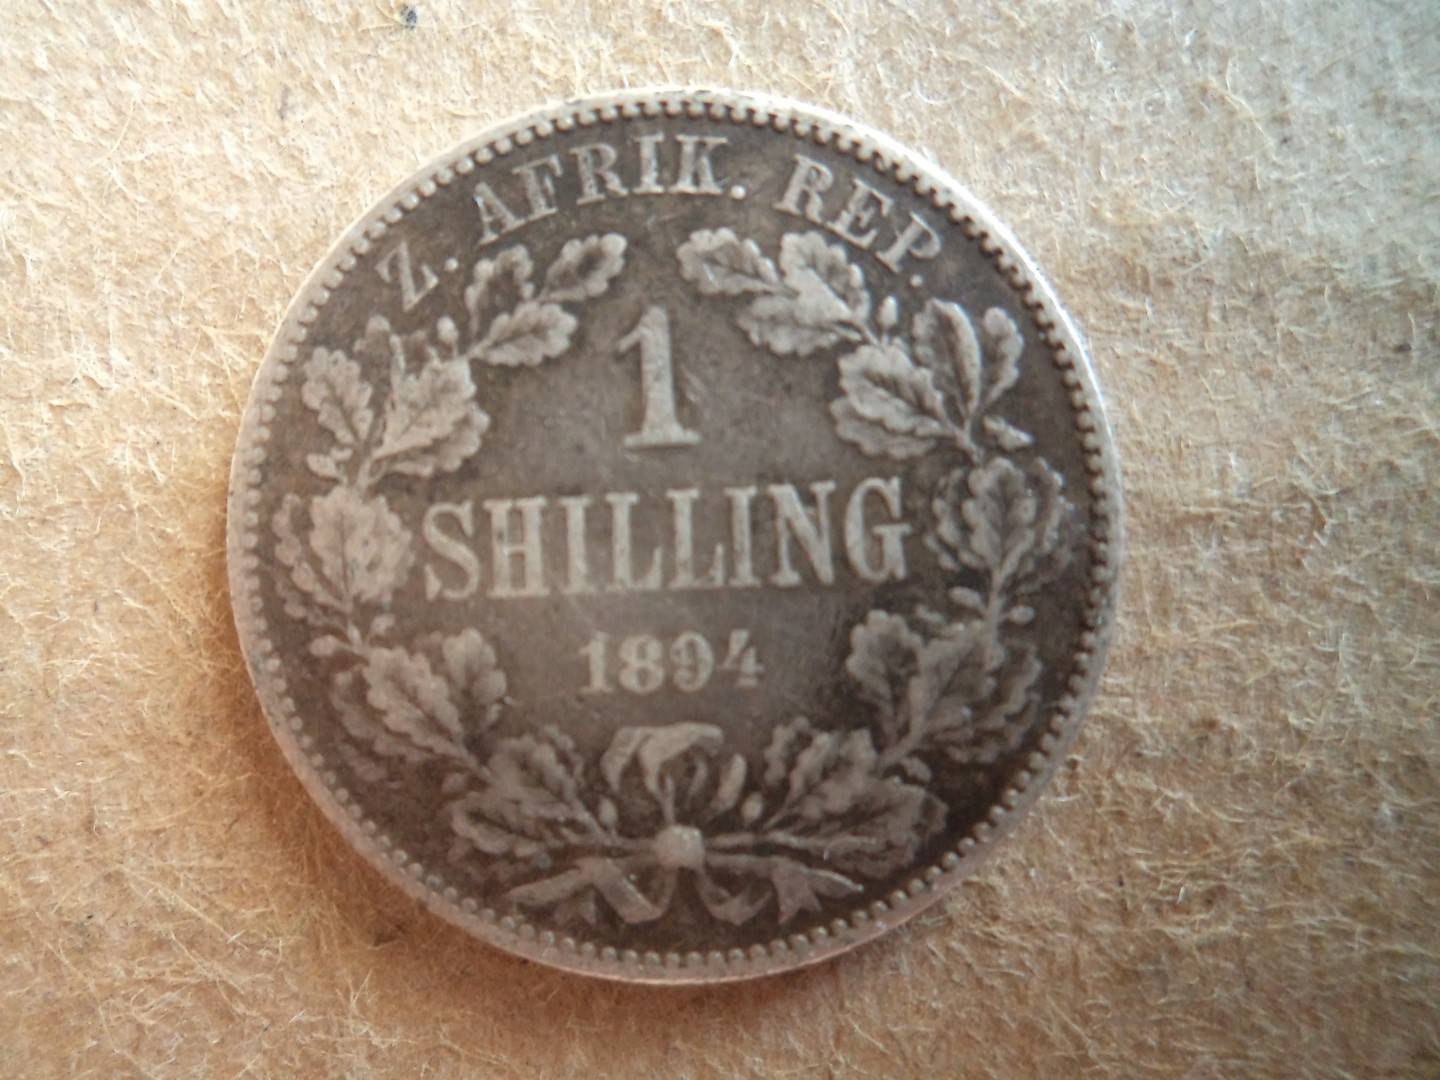 Z. AFRIK. REP.
1
SHILLING
1894